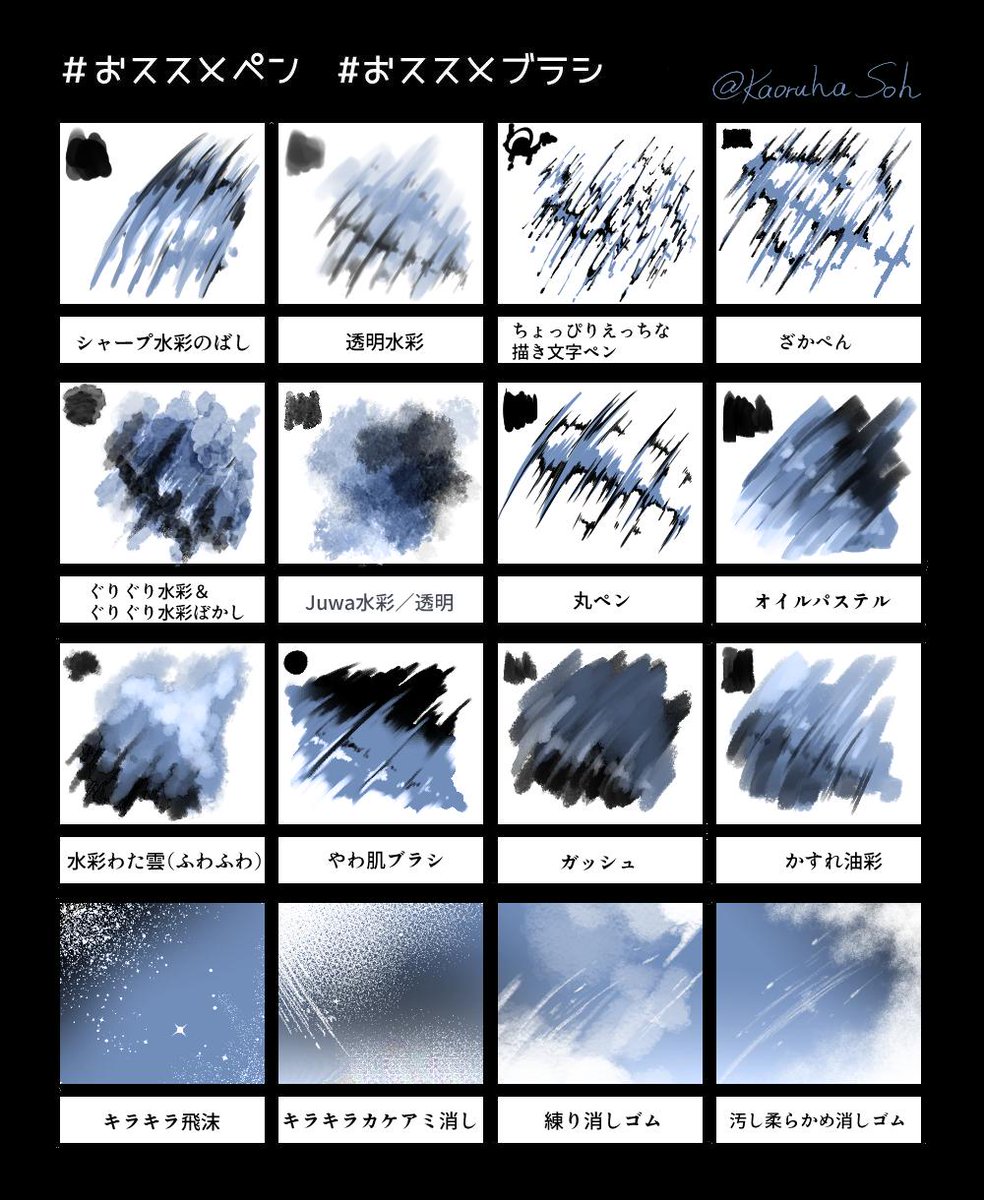 #おススメペン #おススメブラシ
@Kaoruha_Soh
シャープ水彩のばし
透明水彩
ちょっぴりえっちな
描き文字ペン
ざかぺん
ぐりぐり水彩&
ぐりぐり水彩ぼかし
Juwa水彩／透明
丸ペン
オイルパステル
水彩わた雲(ふわふわ)
やわ肌ブラシ
ガッシュ
かすれ油彩
キラキラ飛沫
キラキラカケアミ消し
練り消しゴム
汚し柔らかめ消しゴム